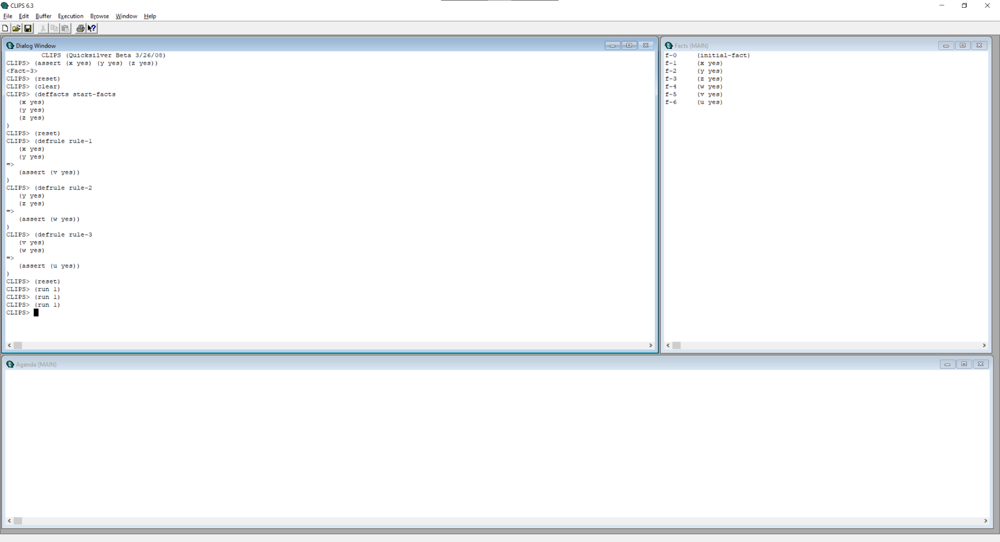 CLIPS 6.3
File Edit Buffer Execution Browse Window Help
Dialog Window
CLIPS (Quicksilver Beta 3/26/08)
CLIPS> (assert (x yes) (y yes) (z yes))
<Fact-3>
CLIPS> (reset)
CLIPS> (clear)
CLIPS> (deffacts start-facts
(x yes)
(y yes)
(z yes)
)
CLIPS> (reset)
CLIPS> (defrule rule-1
(x yes)
(y yes)
=>
(assert (v yes))
)
CLIPS> (defrule rule-2
(y yes)
(z yes)
=>
(assert (w yes))
)
CLIPS> (defrule rule-3
(v yes)
(w yes)
=>
(assert (u yes))
)
CLIPS> (reset)
CLIPS> (run 1)
CLIPS> (run 1)
CLIPS> (run 1)
CLIPS>
Facts (MAIN)
f-0 (initial-fact)
f-1 (x yes)
f-2 (y yes)
f-3 (z yes)
f-4 (w yes)
f-5 (v yes)
f-6 (u yes)
Agenda (MAIN)